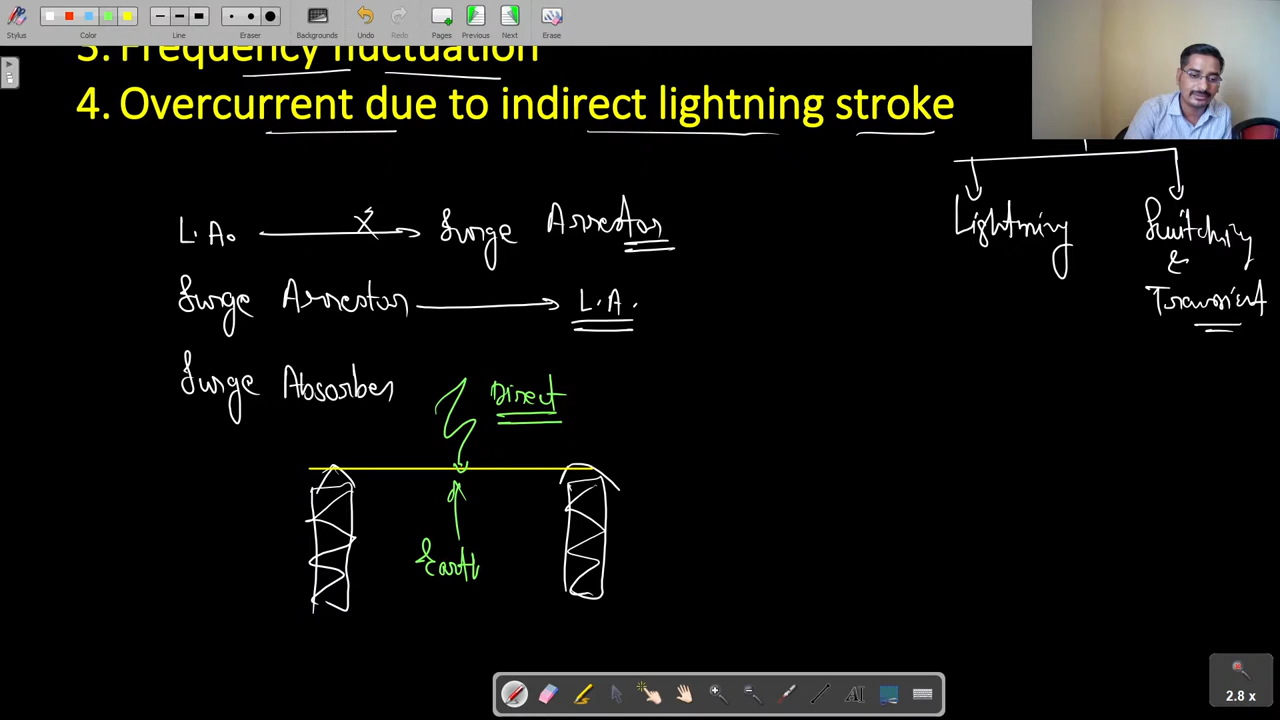 Stylus Color Line Eraser Backgrounds Undo Pages Previous Next Erase
3. Frequency fluctuation
4. Overcurrent due to indirect lightning stroke
L.A. X Surge Arrestor
Surge Arrestor L.A.
Surge Absorber
Direct
Earth
Lightning
Switching
&
Transient
AI
2.8 x